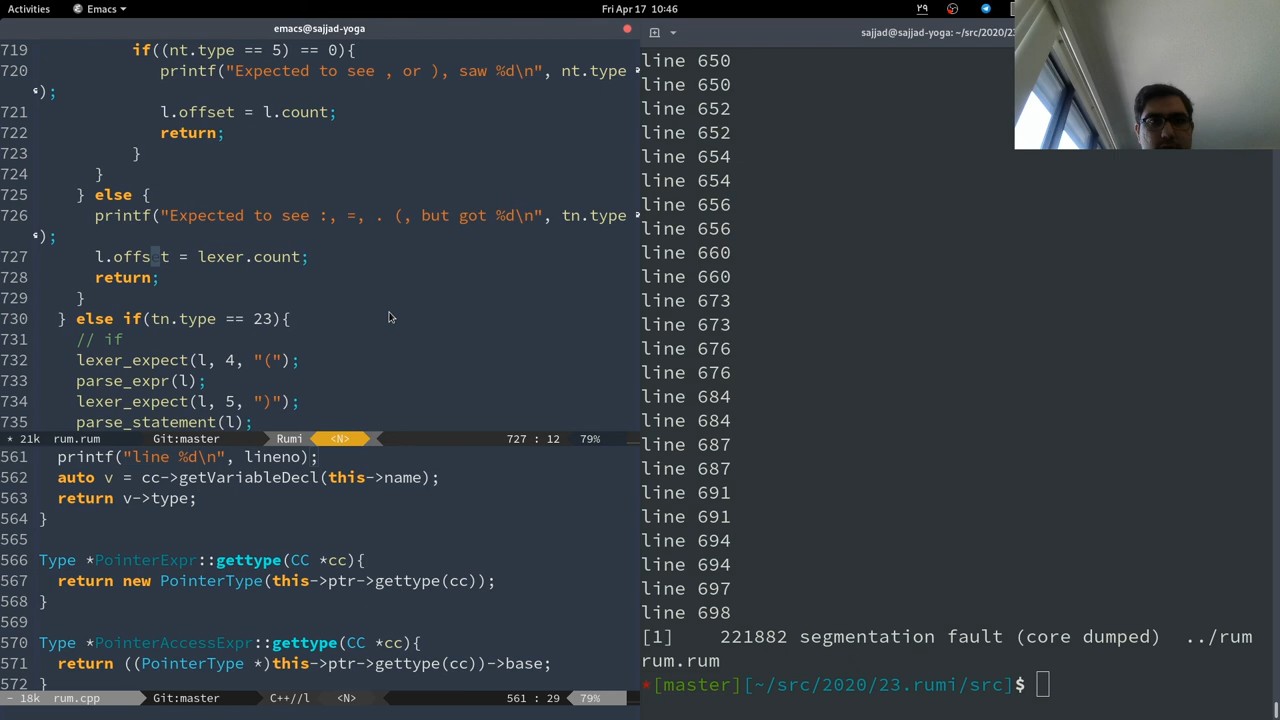 Activities
Emacs
Fri Apr 17 10:46
۲۹
emacs@sajjad-yoga
719 if((nt.type == 5) == 0){
720 printf("Expected to see , or ), saw %d\n", nt.type
);
721 l.offset = l.count;
722 return;
723 }
724 }
725 } else {
726 printf("Expected to see :, =, . (, but got %d\n", tn.type
);
727 l.offset = lexer.count;
728 return;
729 }
730 } else if(tn.type == 23){
731 // if
732 lexer_expect(l, 4, "(");
733 parse_expr(l);
734 lexer_expect(l, 5, ")");
735 parse_statement(l);
* 21k rum.rum Git:master Rumi <N> 727 : 12 79%
561 printf("line %d\n", lineno);
562 auto v = cc->getVariableDecl(this->name);
563 return v->type;
564 }
565
566 Type *PointerExpr::gettype(CC *cc){
567 return new PointerType(this->ptr->gettype(cc));
568 }
569
570 Type *PointerAccessExpr::gettype(CC *cc){
571 return ((PointerType *)this->ptr->gettype(cc))->base;
572 }
- 18k rum.cpp Git:master C++//l <N> 561 : 29 79%
sajjad@sajjad-yoga: ~/src/2020/23.
line 650
line 650
line 652
line 652
line 654
line 654
line 656
line 656
line 660
line 660
line 673
line 673
line 676
line 676
line 684
line 684
line 687
line 687
line 691
line 691
line 694
line 694
line 697
line 698
[1] 221882 segmentation fault (core dumped) ../rum
rum.rum
*[master][~/src/2020/23.rumi/src]$